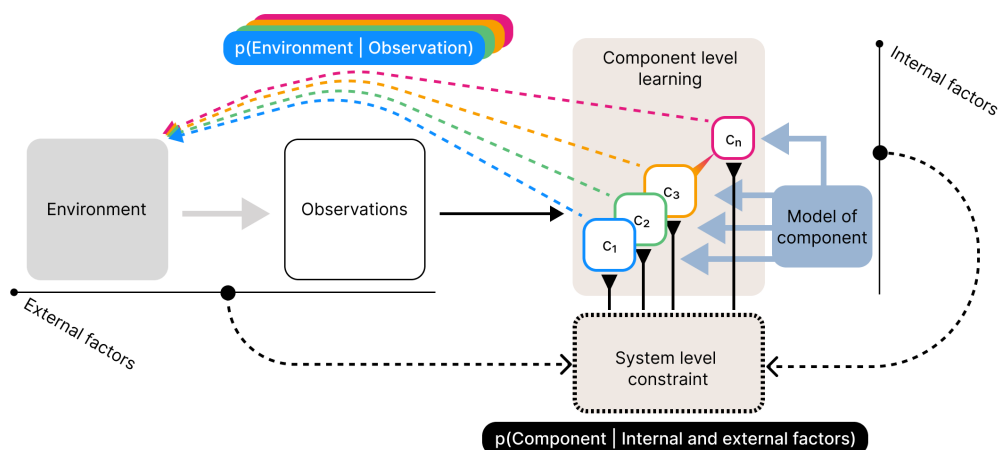 p(Environment | Observation)
Component level
learning
Internal factors
Environment
Observations
cₙ
c₃
c₂
c₁
Model of
component
External factors
System level
constraint
p(Component | Internal and external factors)